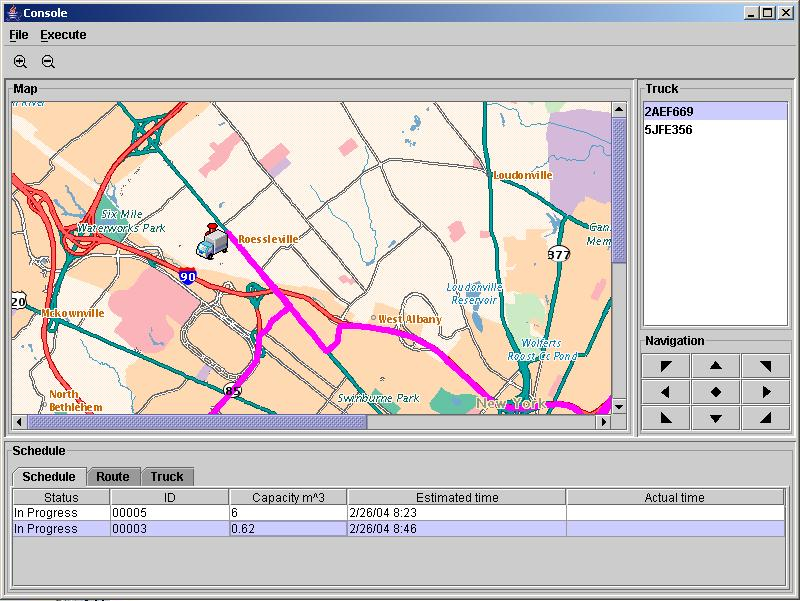 Console
File Execute
Map
Truck
2AEF669
5JFE356
Loudonville
Six Mile
Waterworks Park
Roessleville
377
90
Loudonville
Reservoir
20
Mckownville
West Albany
Wolferts
Roost Cc Pond
85
North
Bethlehem
Swinburne Park
New York
Navigation
Schedule
Schedule Route Truck
Status ID Capacity m^3 Estimated time Actual time
In Progress 00005 6 2/26/04 8:23
In Progress 00003 0.62 2/26/04 8:46